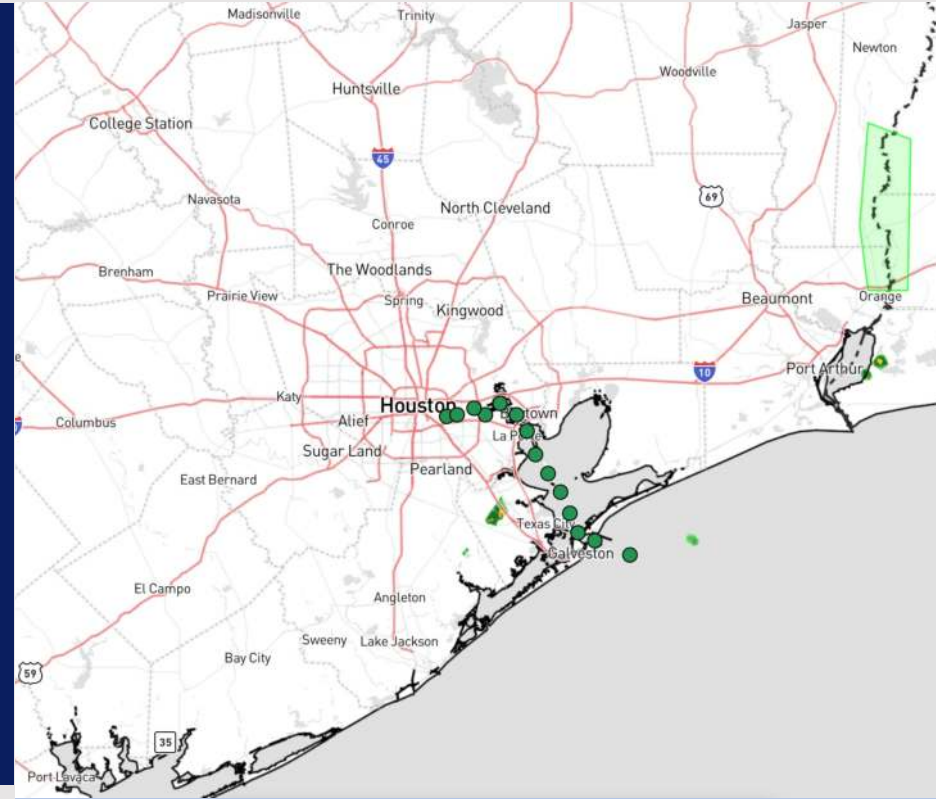 Madisonville
Trinity
Jasper
Newton
Woodville
Huntsville
College Station
45
69
Navasota
North Cleveland
Conroe
The Woodlands
Brenham
Prairie View
Spring
Kingwood
Beaumont
Orange
e
Port Arthur
10
Katy
Houston
Columbus
Alief
La Po
Sugar Land
Pearland
East Bernard
Texas City
Galveston
El Campo
Angleton
Sweeny
Lake Jackson
Bay City
59
35
Port Lavaca